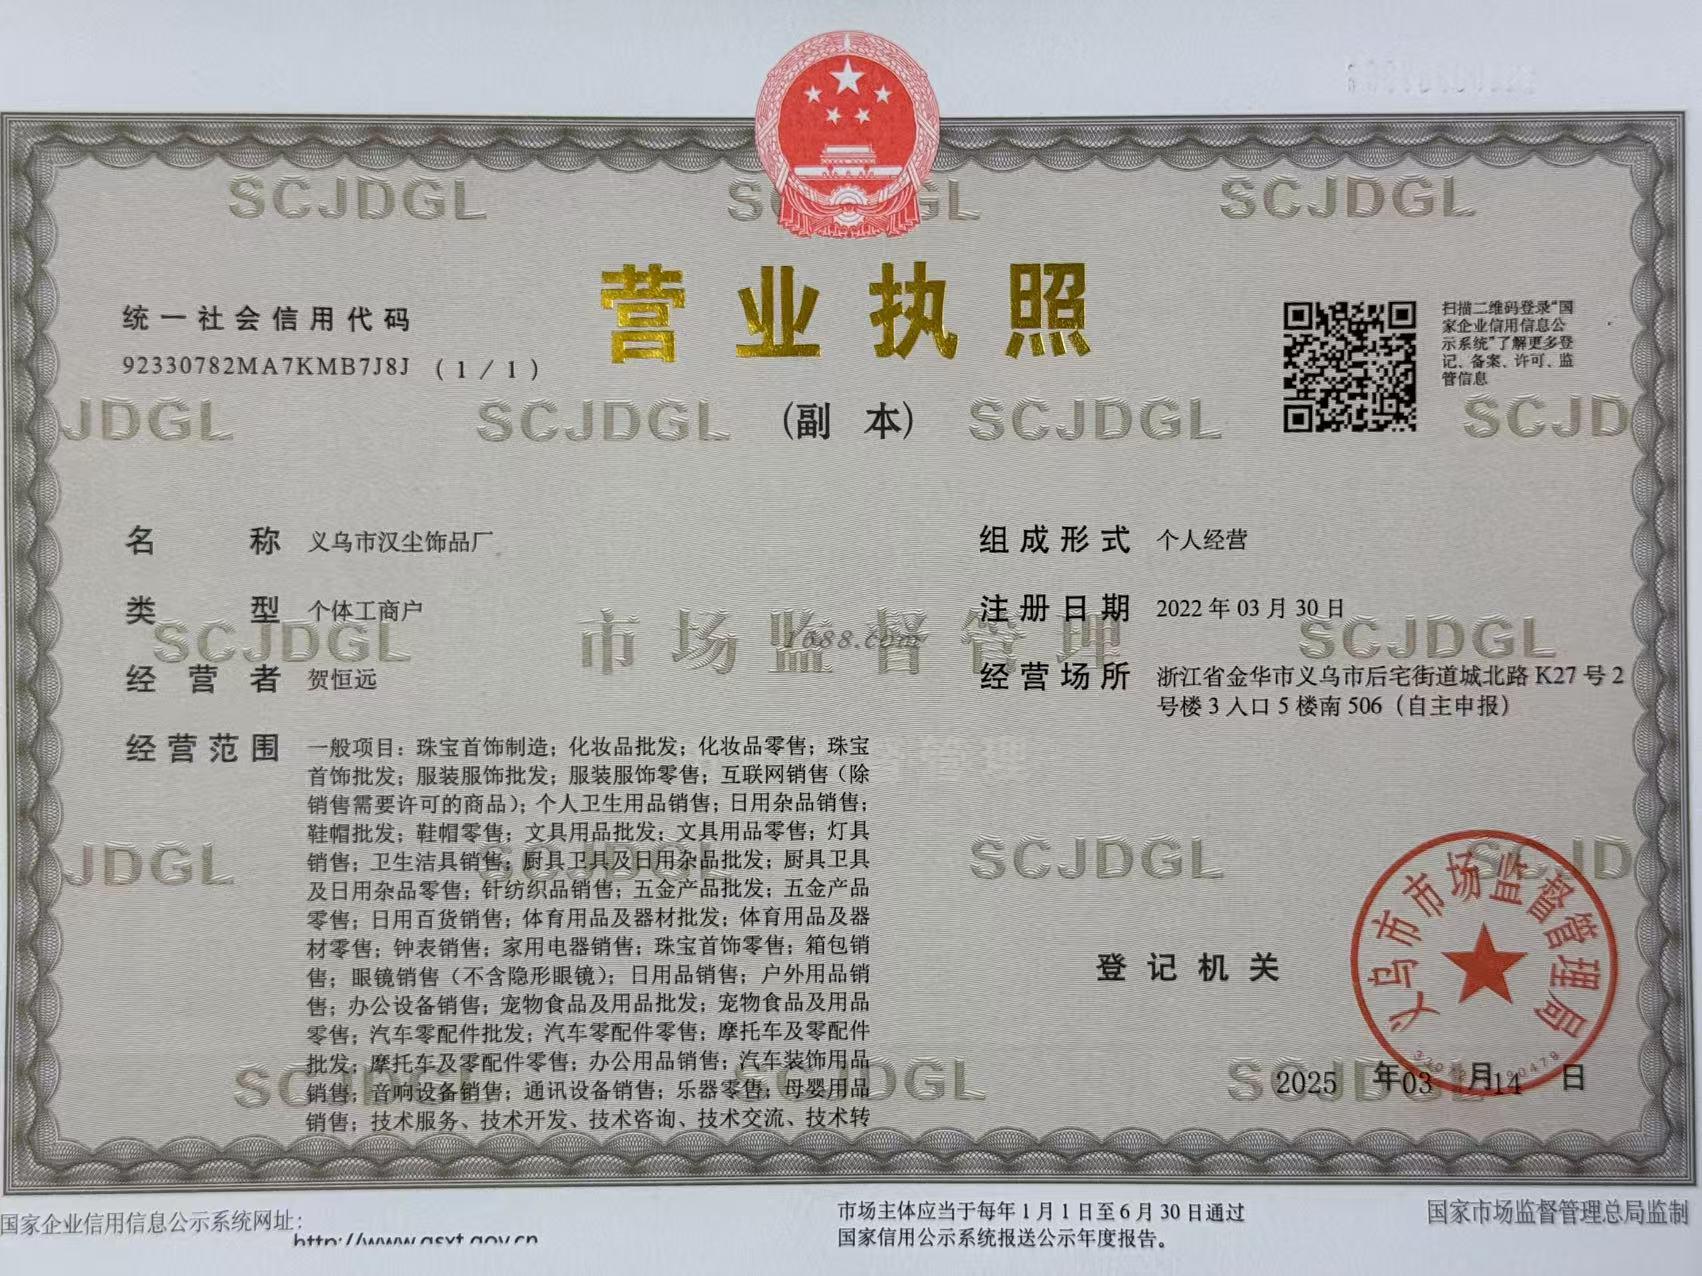 营业执照
（副 本）
统一社会信用代码
92330782MA7KMB7J8J （1/1）
扫描二维码登录“国
家企业信用信息公
示系统”了解更多登
记、备案、许可、监
管信息
名 称 义乌市汉尘饰品厂
类 型 个体工商户
经 营 者 贺恒远
经营范围 一般项目：珠宝首饰制造；化妆品批发；化妆品零售；珠宝
首饰批发；服装服饰批发；服装服饰零售；互联网销售（除
销售需要许可的商品）；个人卫生用品销售；日用杂品销售；
鞋帽批发；鞋帽零售；文具用品批发；文具用品零售；灯具
销售；卫生洁具销售；厨具卫具及日用杂品批发；厨具卫具
及日用杂品零售；针纺织品销售；五金产品批发；五金产品
零售；日用百货销售；体育用品及器材批发；体育用品及器
材零售；钟表销售；家用电器销售；珠宝首饰零售；箱包销
售；眼镜销售（不含隐形眼镜）；日用品销售；户外用品销
售；办公设备销售；宠物食品及用品批发；宠物食品及用品
零售；汽车零配件批发；汽车零配件零售；摩托车及零配件
批发；摩托车及零配件零售；办公用品销售；汽车装饰用品
销售；音响设备销售；通讯设备销售；乐器零售；母婴用品
销售；技术服务、技术开发、技术咨询、技术交流、技术转
组成形式 个人经营
注册日期 2022 年 03 月 30 日
经营场所 浙江省金华市义乌市后宅街道城北路 K27 号 2
号楼 3 入口 5 楼南 506（自主申报）
登记机关
义乌市市场监督管理局
2025 年03 月14 日
SCJDGL
市场监督管理
1688.com
国家企业信用信息公示系统网址：
http://www.gsxt.gov.cn
市场主体应当于每年 1 月 1 日至 6 月 30 日通过
国家信用公示系统报送公示年度报告。
国家市场监督管理总局监制